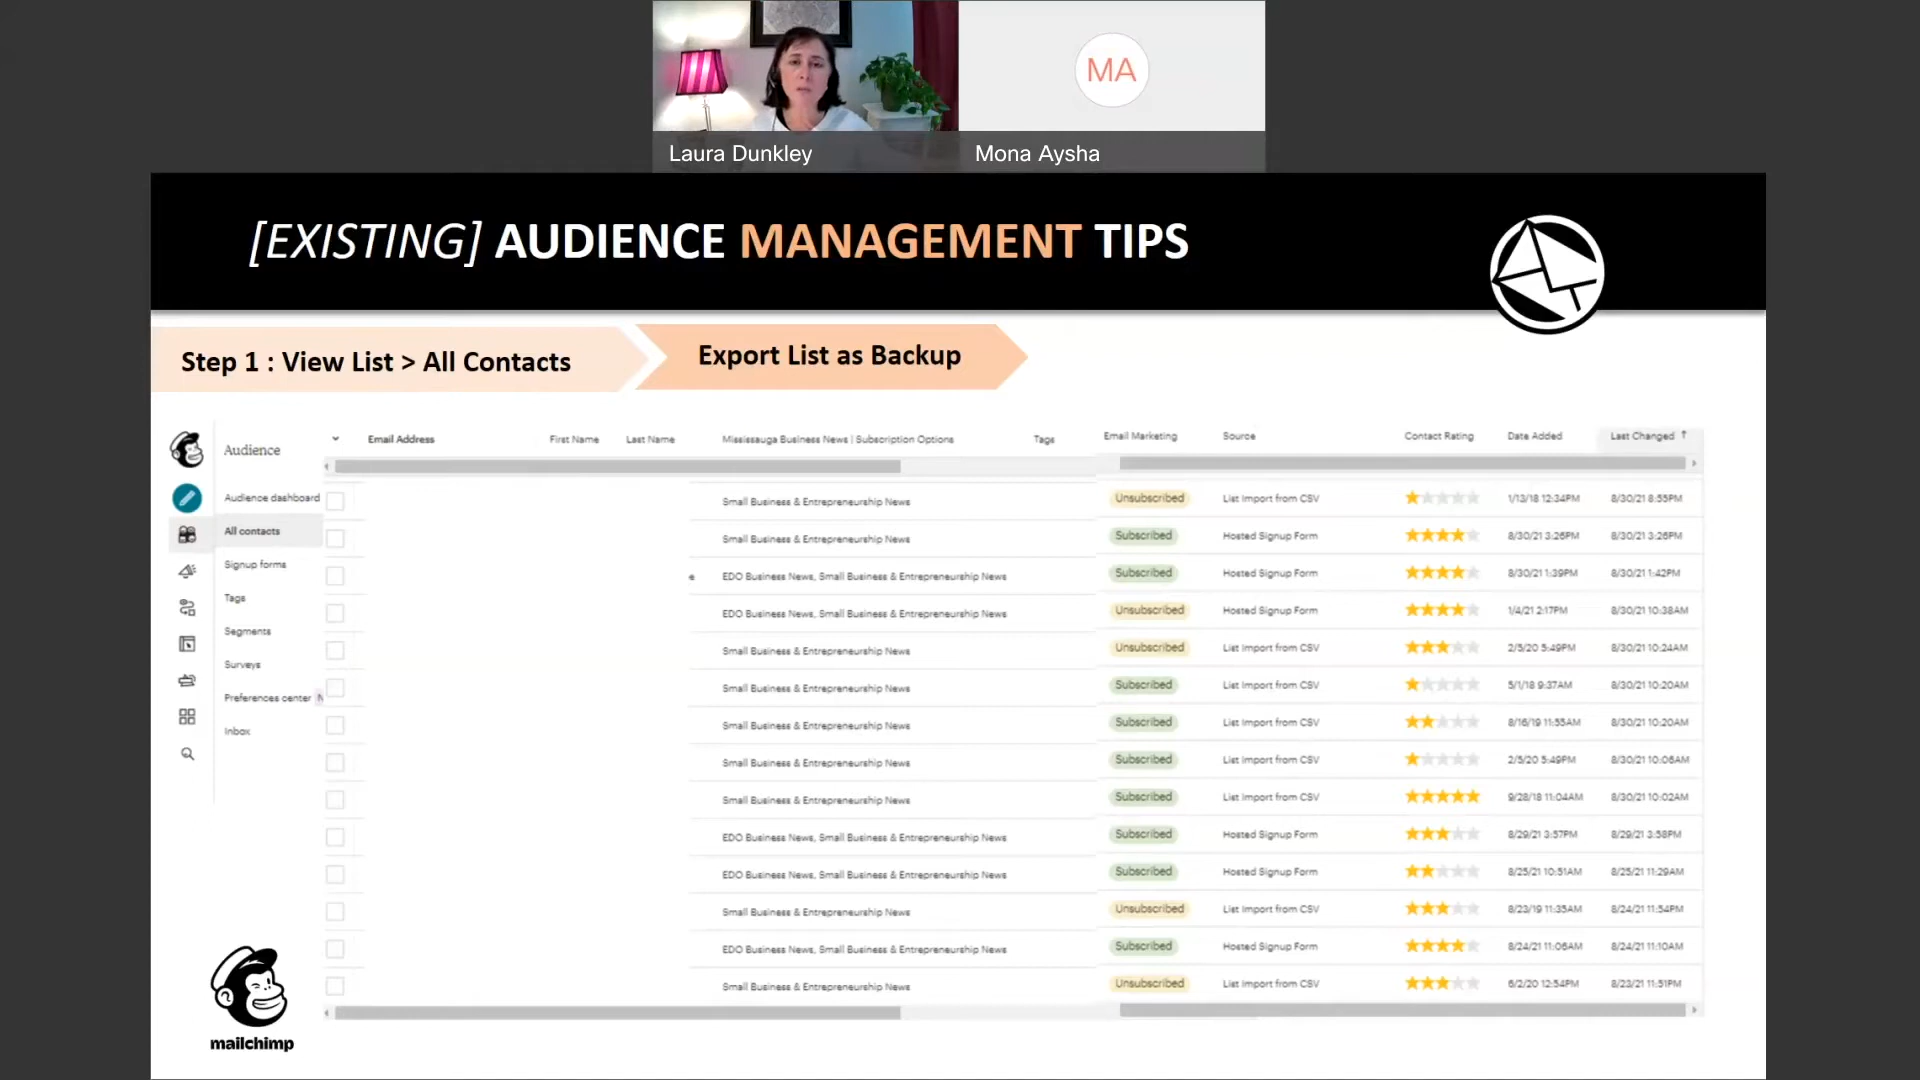 MA
Laura Dunkley
Mona Aysha
[EXISTING] AUDIENCE MANAGEMENT TIPS
Step 1 : View List > All Contacts
Export List as Backup
Audience
Audience dashboard
All contacts
Signup forms
Tags
Segments
Surveys
Preferences center N
Inbox
Email Address First Name Last Name Mississauga Business News | Subscription Options Tags Email Marketing Source Contact Rating Date Added Last Changed ↑
Small Business & Entrepreneurship News Unsubscribed List Import from CSV 1/13/18 12:34PM 8/30/21 8:55PM
Small Business & Entrepreneurship News Subscribed Hosted Signup Form 8/30/21 3:26PM 8/30/21 3:26PM
e EDO Business News, Small Business & Entrepreneurship News Subscribed Hosted Signup Form 8/30/21 1:39PM 8/30/21 1:42PM
EDO Business News, Small Business & Entrepreneurship News Unsubscribed Hosted Signup Form 1/4/21 2:17PM 8/30/21 10:38AM
Small Business & Entrepreneurship News Unsubscribed List Import from CSV 2/5/20 5:49PM 8/30/21 10:24AM
Small Business & Entrepreneurship News Subscribed List Import from CSV 5/1/18 9:37AM 8/30/21 10:20AM
Small Business & Entrepreneurship News Subscribed List Import from CSV 8/16/19 11:55AM 8/30/21 10:20AM
Small Business & Entrepreneurship News Subscribed List Import from CSV 2/5/20 5:49PM 8/30/21 10:06AM
Small Business & Entrepreneurship News Subscribed List Import from CSV 9/28/18 11:04AM 8/30/21 10:02AM
EDO Business News, Small Business & Entrepreneurship News Subscribed Hosted Signup Form 8/29/21 3:57PM 8/29/21 3:58PM
EDO Business News, Small Business & Entrepreneurship News Subscribed Hosted Signup Form 8/25/21 10:51AM 8/25/21 11:29AM
Small Business & Entrepreneurship News Unsubscribed List Import from CSV 8/23/19 11:35AM 8/24/21 11:54PM
EDO Business News, Small Business & Entrepreneurship News Subscribed Hosted Signup Form 8/24/21 11:06AM 8/24/21 11:10AM
Small Business & Entrepreneurship News Unsubscribed List Import from CSV 6/2/20 12:54PM 8/23/21 11:51PM
mailchimp